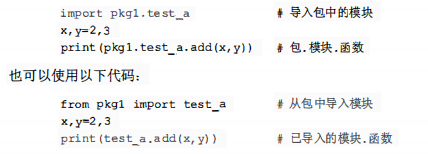 import pkg1.test_a # 导入包中的模块
x,y=2,3
print(pkg1.test_a.add(x,y)) # 包.模块.函数
也可以使用以下代码：
from pkg1 import test_a # 从包中导入模块
x,y=2,3
print(test_a.add(x,y)) # 已导入的模块.函数